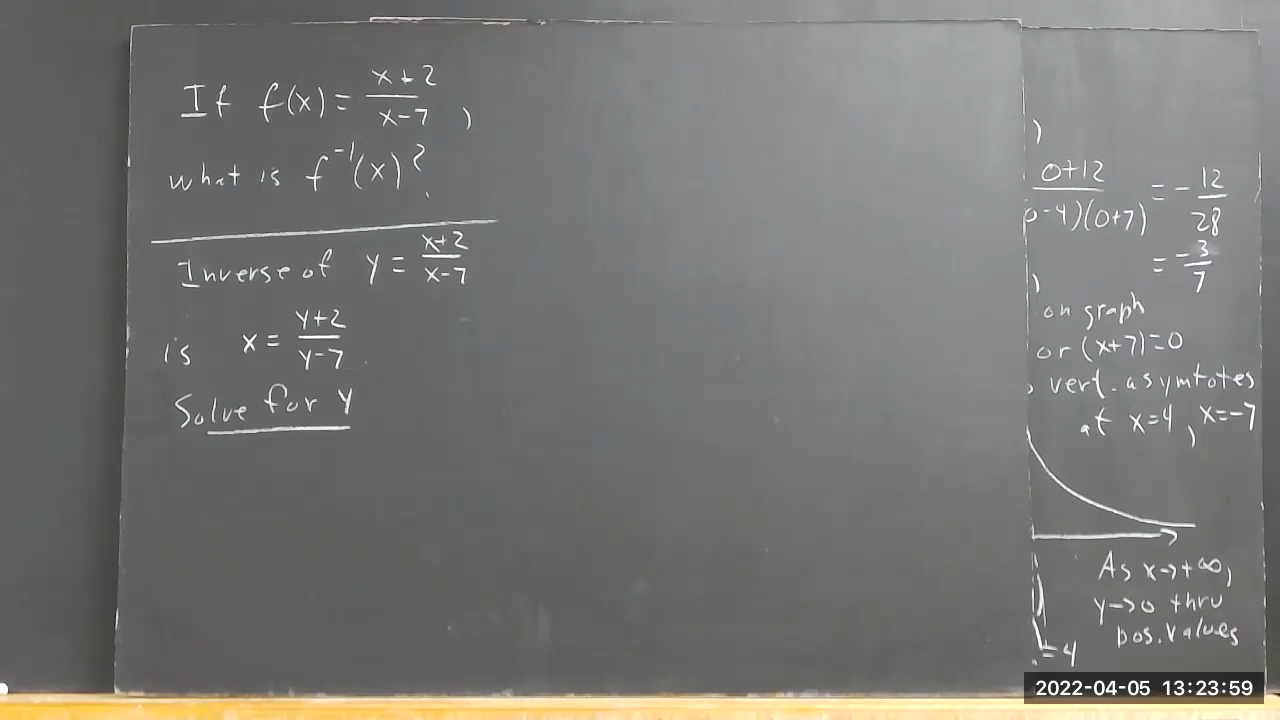 If f(x) = x+2 / x-7 ,
what is f⁻¹(x)?
Inverse of y = x+2 / x-7
is x = y+2 / y-7
Solve for y
)
0+12 / 0-4)(0+7) = - 12 / 28
= - 3 / 7
)
on graph
or (x+7)=0
vert. asymtotes
at x=4, x=-7
As x→+∞,
y→0 thru
pos. values
=4
2022-04-05 13:23:59